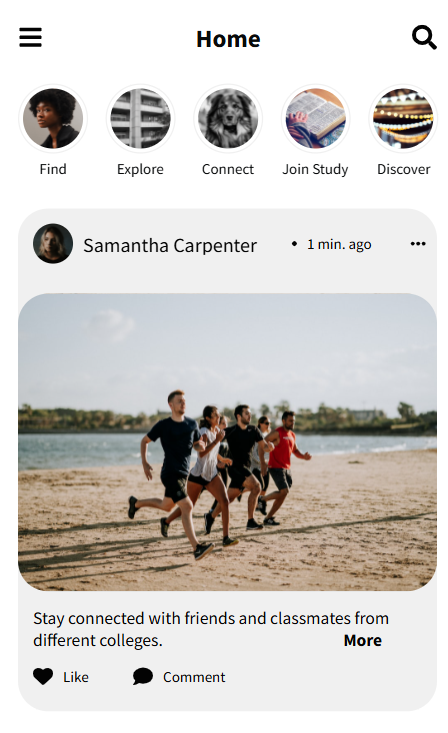 Home
Find
Explore
Connect
Join Study
Discover
Samantha Carpenter
• 1 min. ago
Stay connected with friends and classmates from
different colleges.
More
Like
Comment